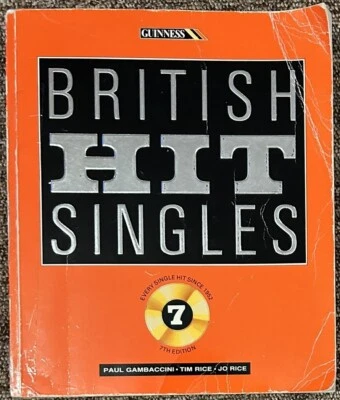 GUINNESS
BRITISH
HIT
SINGLES
EVERY SINGLE HIT SINCE 1952
7
7TH EDITION
PAUL GAMBACCINI · TIM RICE · JO RICE